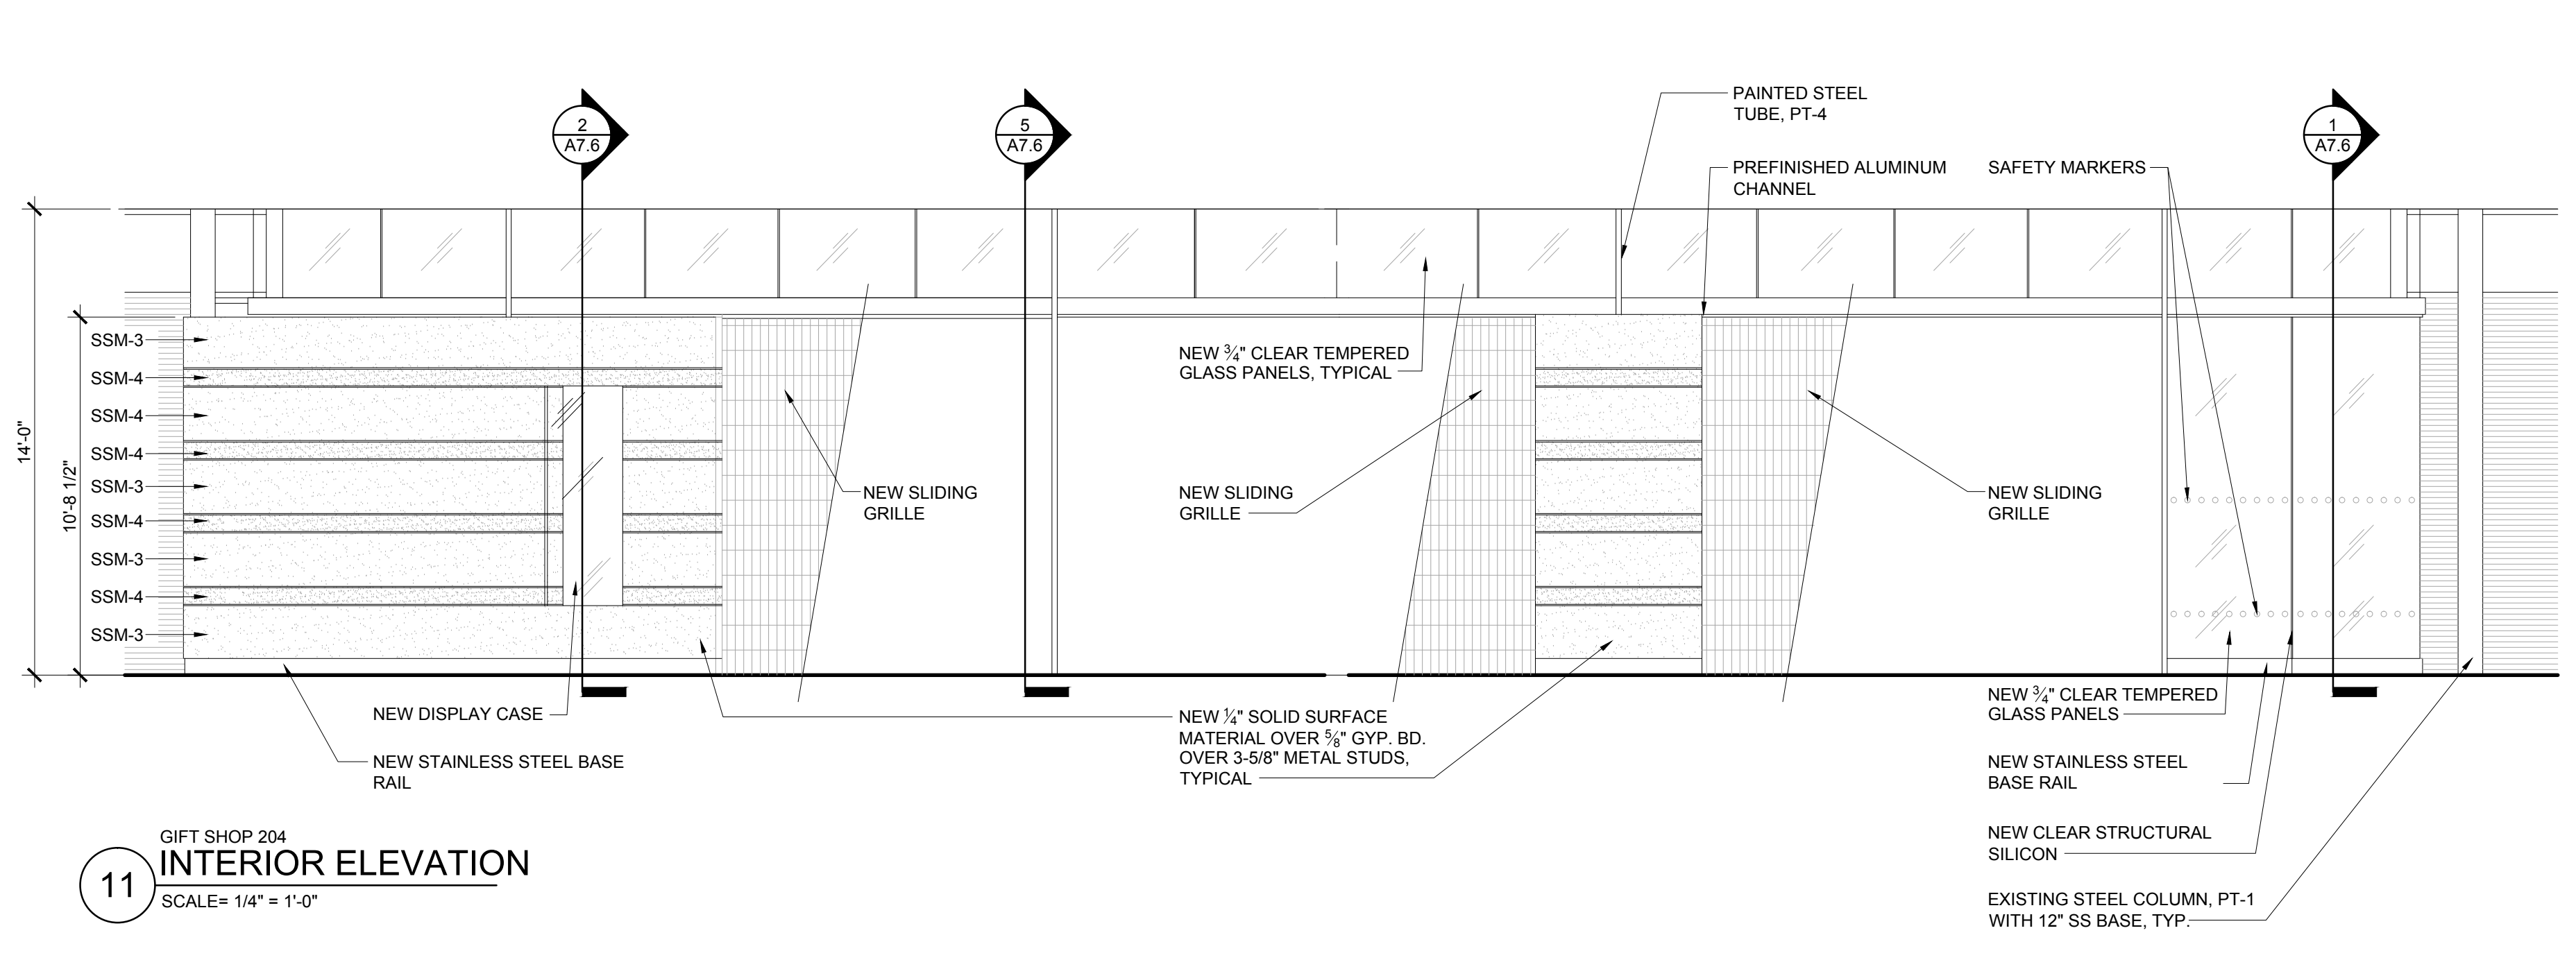 PAINTED STEEL
TUBE, PT-4
2
A7.6
5
A7.6
1
A7.6
PREFINISHED ALUMINUM
CHANNEL
SAFETY MARKERS
14'-0"
10'-8 1/2"
SSM-3
SSM-4
SSM-4
SSM-4
SSM-3
SSM-4
SSM-3
SSM-4
SSM-3
NEW 3/4" CLEAR TEMPERED
GLASS PANELS, TYPICAL
NEW SLIDING
GRILLE
NEW SLIDING
GRILLE
NEW SLIDING
GRILLE
NEW DISPLAY CASE
NEW STAINLESS STEEL BASE
RAIL
NEW 1/4" SOLID SURFACE
MATERIAL OVER 5/8" GYP. BD.
OVER 3-5/8" METAL STUDS,
TYPICAL
NEW 3/4" CLEAR TEMPERED
GLASS PANELS
NEW STAINLESS STEEL
BASE RAIL
NEW CLEAR STRUCTURAL
SILICON
EXISTING STEEL COLUMN, PT-1
WITH 12" SS BASE, TYP.
11
GIFT SHOP 204
INTERIOR ELEVATION
SCALE= 1/4" = 1'-0"